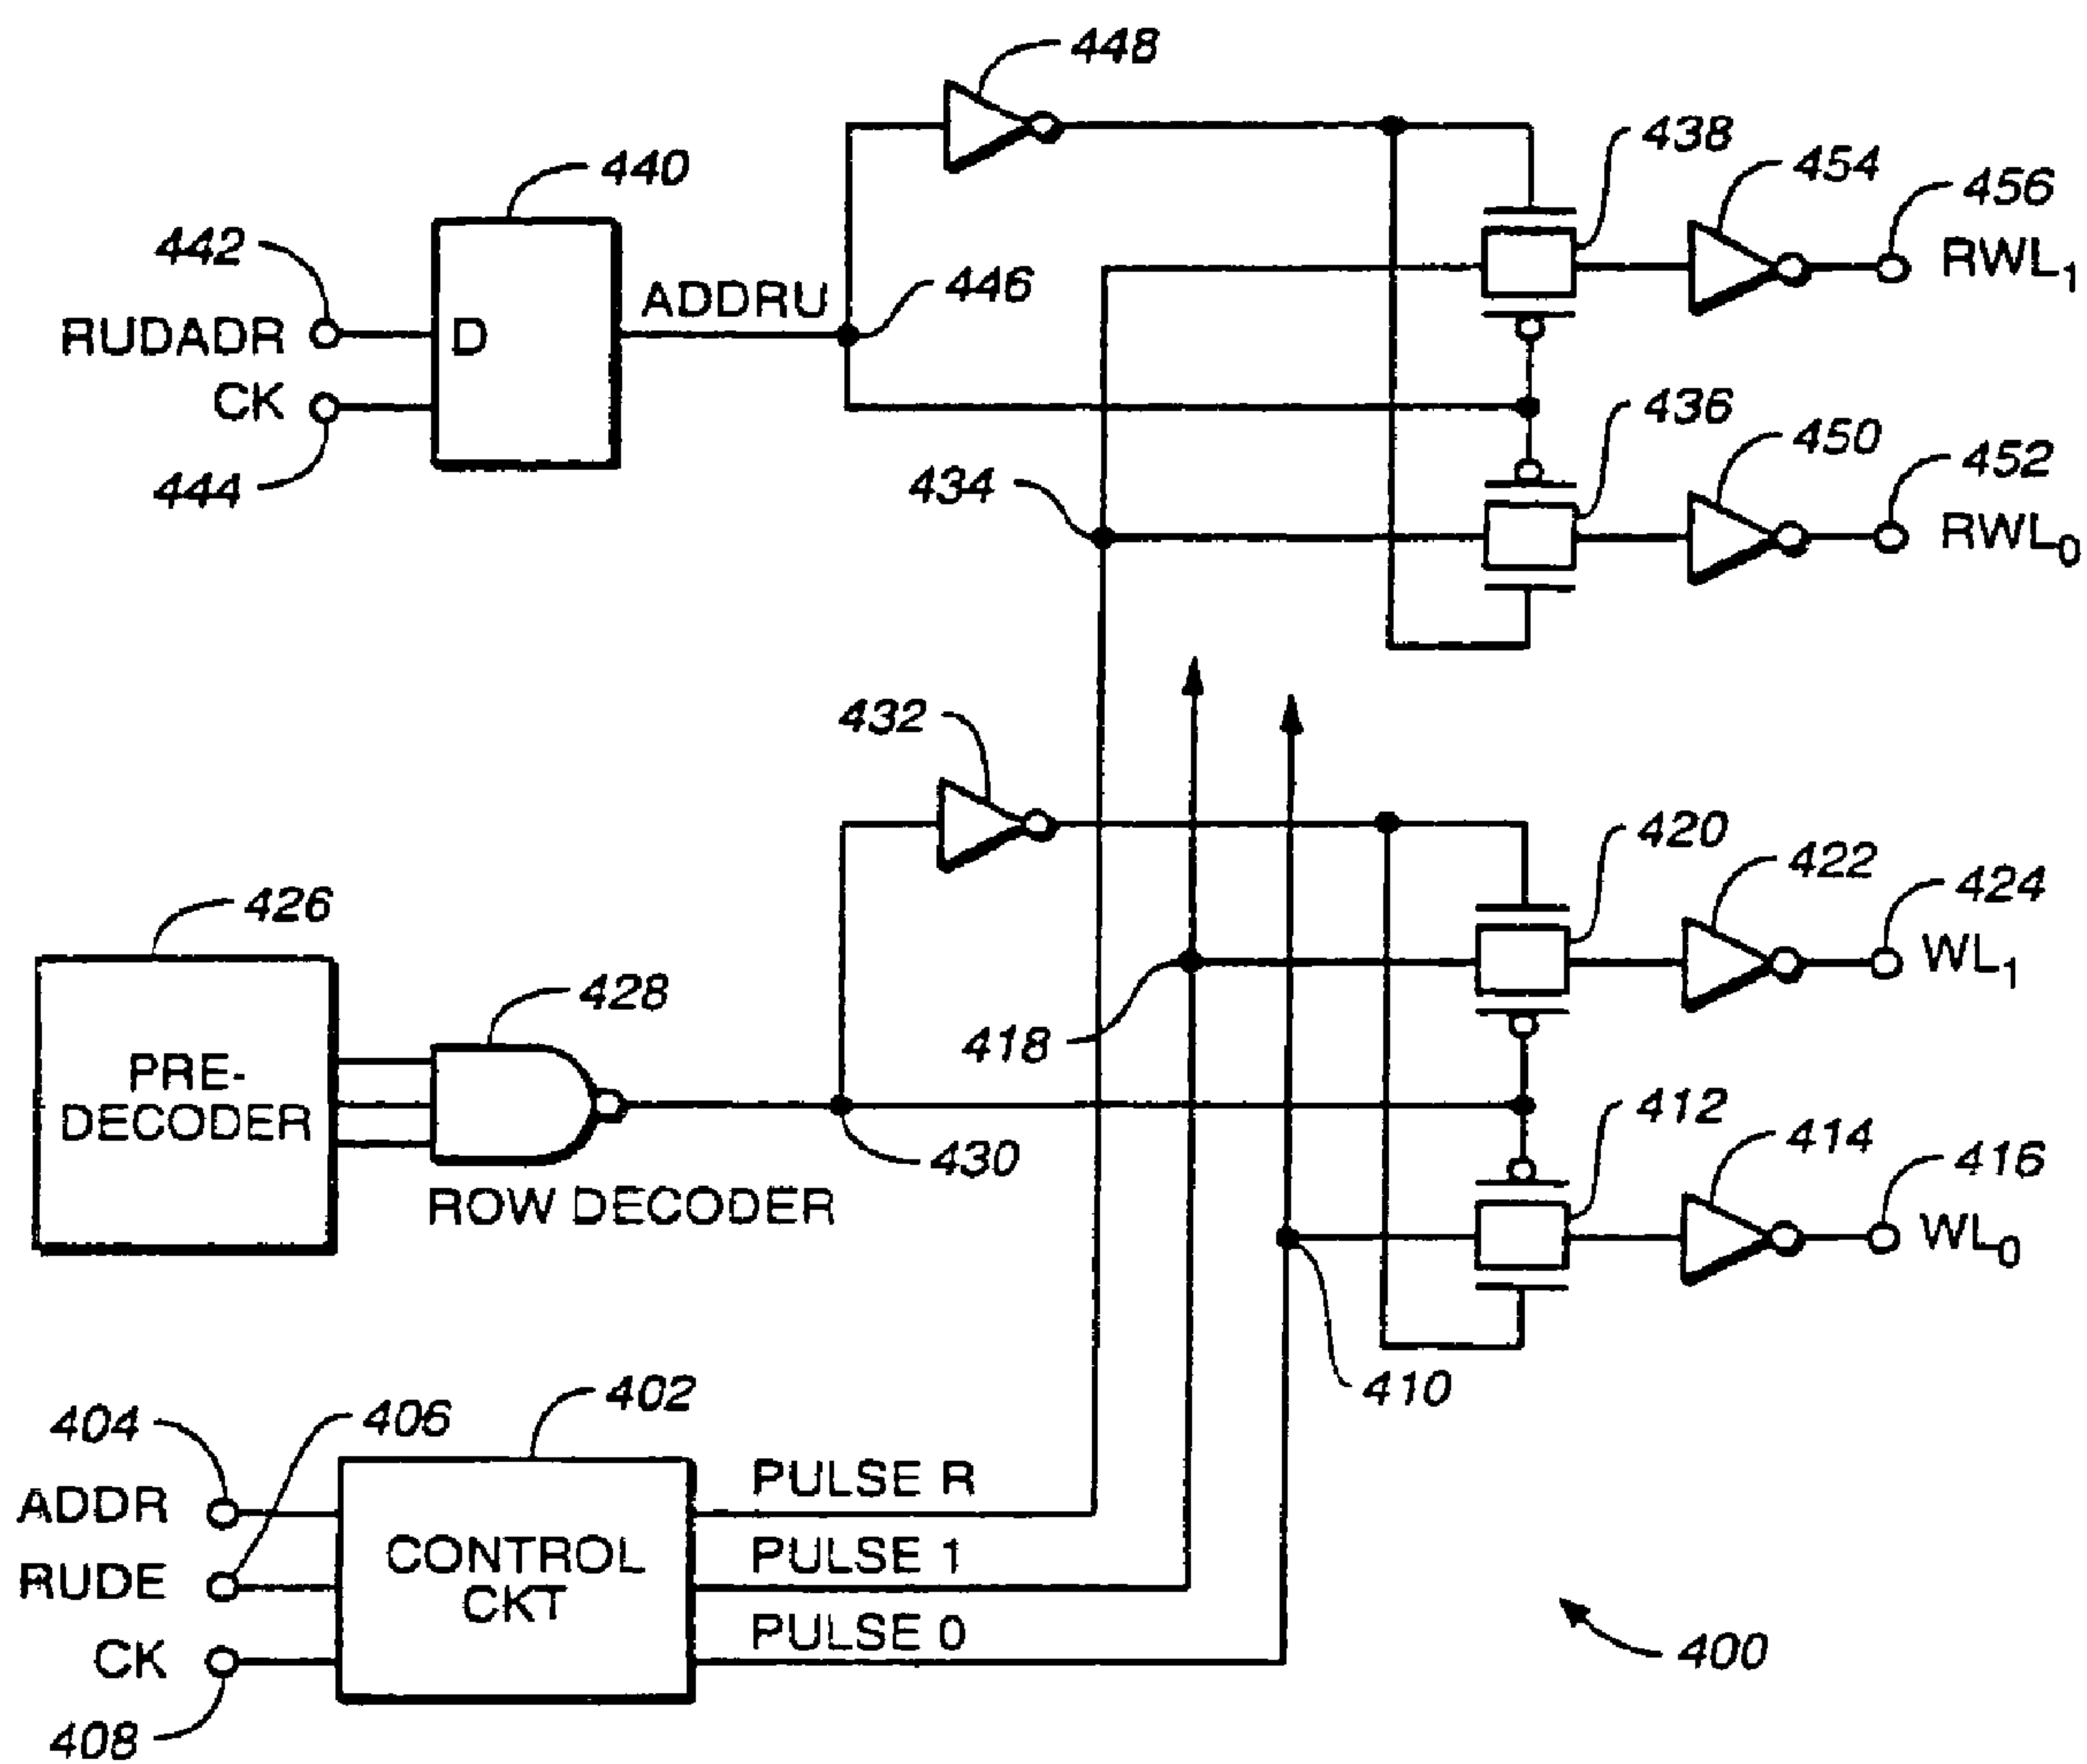 448
438
454
456
440
442
RWL1
ADDRU
446
RUDADR
D
CK
436
450
452
444
434
RWL0
432
420
422
424
426
WL1
428
418
PRE-
DECODER
412
414
416
430
ROW DECODER
WL0
402
410
404
406
PULSE R
ADDR
CONTROL
CKT
PULSE 1
RUDE
PULSE 0
CK
400
408